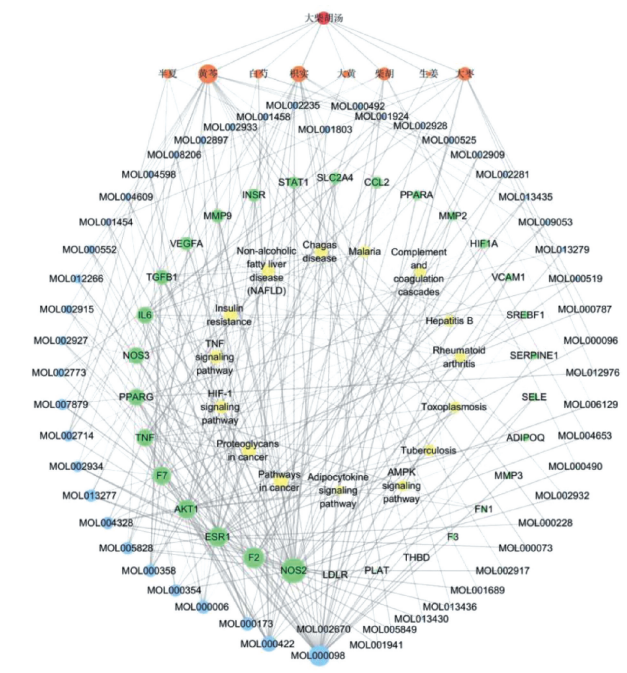 大柴胡汤
半夏
黄芩
白芍
枳实
大黄
柴胡
生姜
大枣
MOL002235
MOL000492
MOL001458
MOL001924
MOL002933
MOL001803
MOL002928
MOL002897
MOL000525
MOL008206
MOL002909
MOL004598
MOL002281
MOL004609
MOL013435
MOL001454
MOL009053
MOL000552
MOL013279
MOL012266
MOL000519
MOL002915
MOL000787
MOL002927
MOL000096
MOL002773
MOL012976
MOL007879
MOL006129
MOL002714
MOL004653
MOL002934
MOL000490
MOL013277
MOL002932
MOL004328
MOL000228
MOL005828
MOL000073
MOL000358
MOL002917
MOL000354
MOL001689
MOL000006
MOL013436
MOL000173
MOL013430
MOL000422
MOL002670
MOL005849
MOL001941
MOL000098
STAT1
SLC2A4
CCL2
INSR
PPARA
MMP9
MMP2
VEGFA
HIF1A
TGFB1
VCAM1
IL6
SREBF1
NOS3
SERPINE1
PPARG
SELE
TNF
ADIPOQ
F7
MMP3
AKT1
FN1
ESR1
F3
F2
THBD
NOS2
LDLR
PLAT
Non-alcoholic
fatty liver
disease
(NAFLD)
Chagas
disease
Malaria
Complement
and
coagulation
cascades
Insulin
resistance
Hepatitis B
TNF
signaling
pathway
Rheumatoid
arthritis
HIF-1
signaling
pathway
Toxoplasmosis
Proteoglycans
in cancer
Tuberculosis
Pathways
in cancer
Adipocytokine
signaling
pathway
AMPK
signaling
pathway